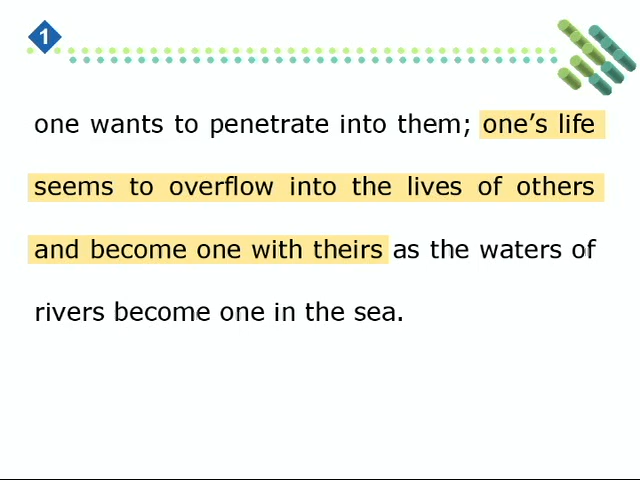 1
one wants to penetrate into them; one’s life
seems to overflow into the lives of others
and become one with theirs as the waters of
rivers become one in the sea.